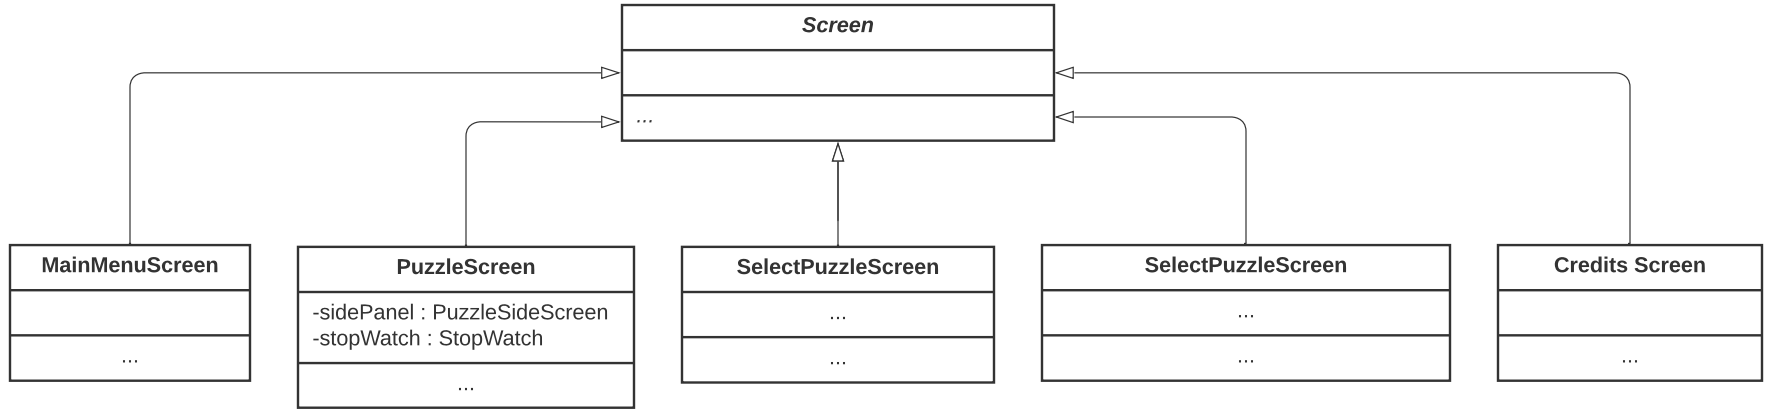 Screen
...
MainMenuScreen
...
PuzzleScreen
-sidePanel : PuzzleSideScreen
-stopWatch : StopWatch
...
SelectPuzzleScreen
...
...
SelectPuzzleScreen
...
...
Credits Screen
...